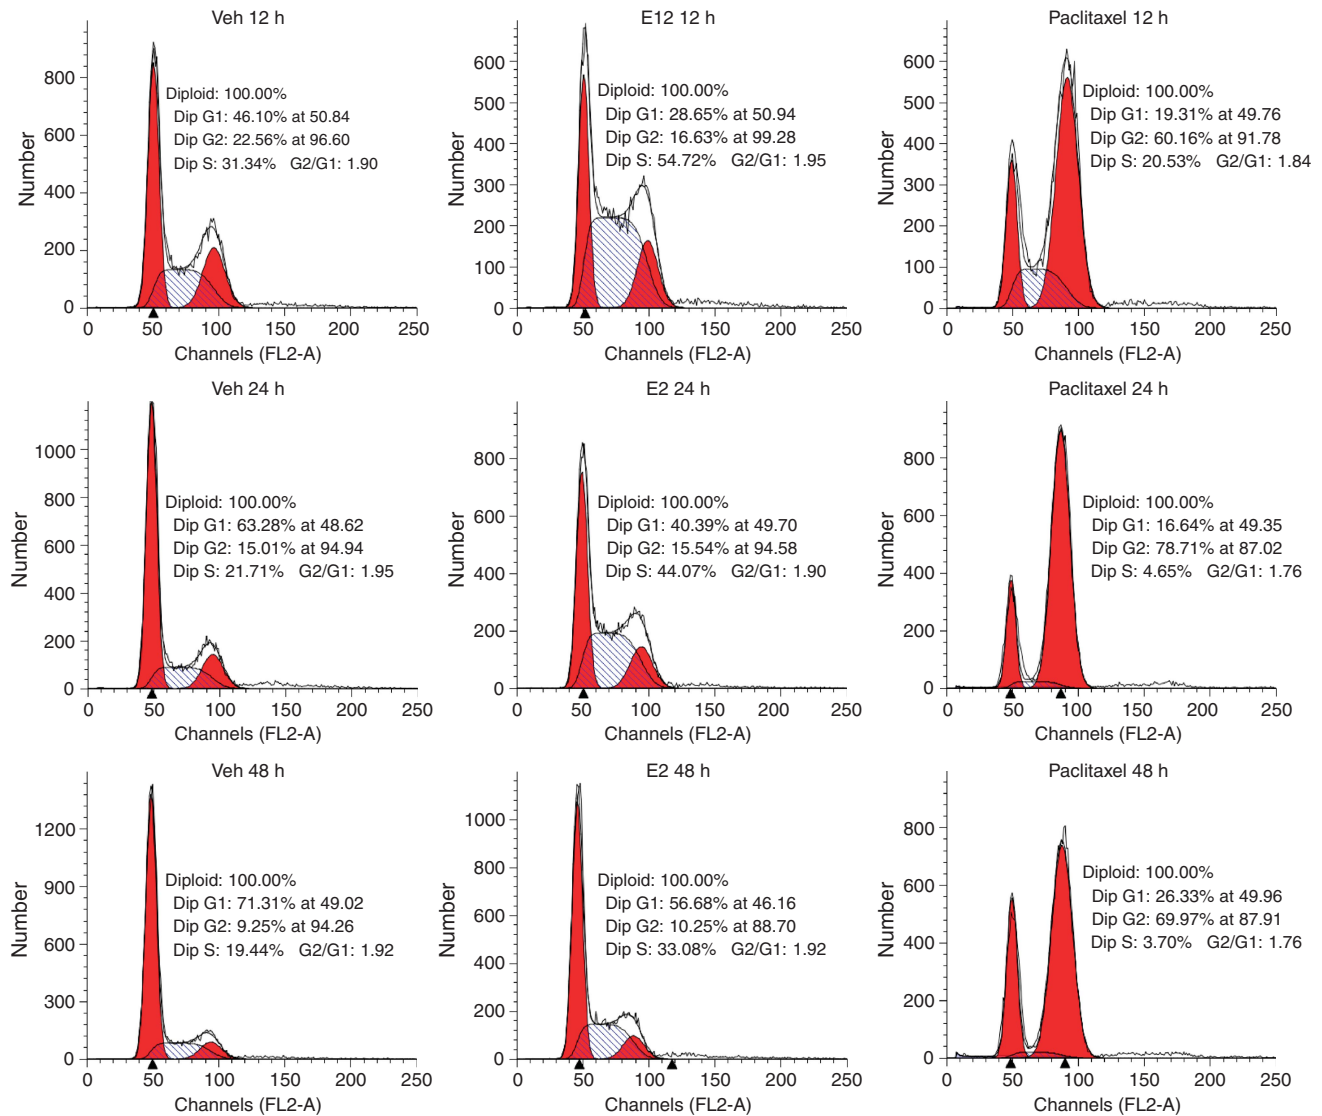 Veh 12 h
Number
800
600
400
200
0
Diploid: 100.00%
Dip G1: 46.10% at 50.84
Dip G2: 22.56% at 96.60
Dip S: 31.34% G2/G1: 1.90
0 50 100 150 200 250
Channels (FL2-A)
E12 12 h
Number
600
500
400
300
200
100
0
Diploid: 100.00%
Dip G1: 28.65% at 50.94
Dip G2: 16.63% at 99.28
Dip S: 54.72% G2/G1: 1.95
0 50 100 150 200 250
Channels (FL2-A)
Paclitaxel 12 h
Number
600
500
400
300
200
100
0
Diploid: 100.00%
Dip G1: 19.31% at 49.76
Dip G2: 60.16% at 91.78
Dip S: 20.53% G2/G1: 1.84
0 50 100 150 200 250
Channels (FL2-A)
Veh 24 h
Number
1000
800
600
400
200
0
Diploid: 100.00%
Dip G1: 63.28% at 48.62
Dip G2: 15.01% at 94.94
Dip S: 21.71% G2/G1: 1.95
0 50 100 150 200 250
Channels (FL2-A)
E2 24 h
Number
800
600
400
200
0
Diploid: 100.00%
Dip G1: 40.39% at 49.70
Dip G2: 15.54% at 94.58
Dip S: 44.07% G2/G1: 1.90
0 50 100 150 200 250
Channels (FL2-A)
Paclitaxel 24 h
Number
800
600
400
200
0
Diploid: 100.00%
Dip G1: 16.64% at 49.35
Dip G2: 78.71% at 87.02
Dip S: 4.65% G2/G1: 1.76
0 50 100 150 200 250
Channels (FL2-A)
Veh 48 h
Number
1200
900
600
300
0
Diploid: 100.00%
Dip G1: 71.31% at 49.02
Dip G2: 9.25% at 94.26
Dip S: 19.44% G2/G1: 1.92
0 50 100 150 200 250
Channels (FL2-A)
E2 48 h
Number
1000
800
600
400
200
0
Diploid: 100.00%
Dip G1: 56.68% at 46.16
Dip G2: 10.25% at 88.70
Dip S: 33.08% G2/G1: 1.92
0 50 100 150 200 250
Channels (FL2-A)
Paclitaxel 48 h
Number
800
600
400
200
0
Diploid: 100.00%
Dip G1: 26.33% at 49.96
Dip G2: 69.97% at 87.91
Dip S: 3.70% G2/G1: 1.76
0 50 100 150 200 250
Channels (FL2-A)